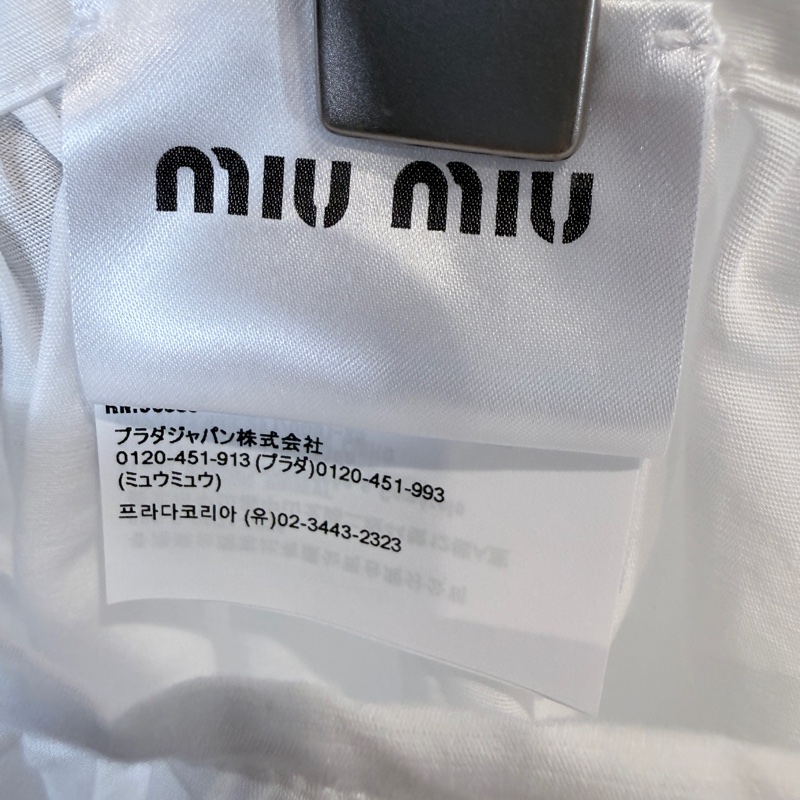 miu miu
プラダジャパン株式会社
0120-451-913 (プラダ)0120-451-993
(ミュウミュウ)
프라다코리아 (유)02-3443-2323